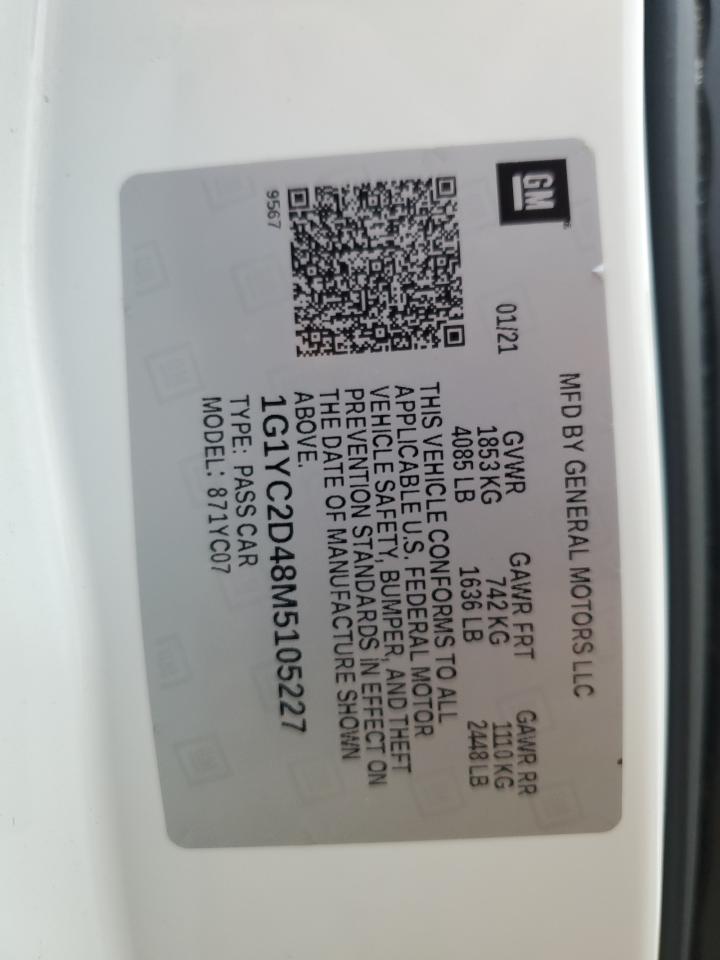 GM
MFD BY GENERAL MOTORS LLC
01/21
GVWR GAWR FRT GAWR RR
1853 KG 742 KG 1110 KG
4085 LB 1636 LB 2448 LB
THIS VEHICLE CONFORMS TO ALL
APPLICABLE U.S. FEDERAL MOTOR
VEHICLE SAFETY, BUMPER, AND THEFT
PREVENTION STANDARDS IN EFFECT ON
THE DATE OF MANUFACTURE SHOWN
ABOVE.
9567
1G1YC2D48M5105227
TYPE: PASS CAR
MODEL: 871YC07